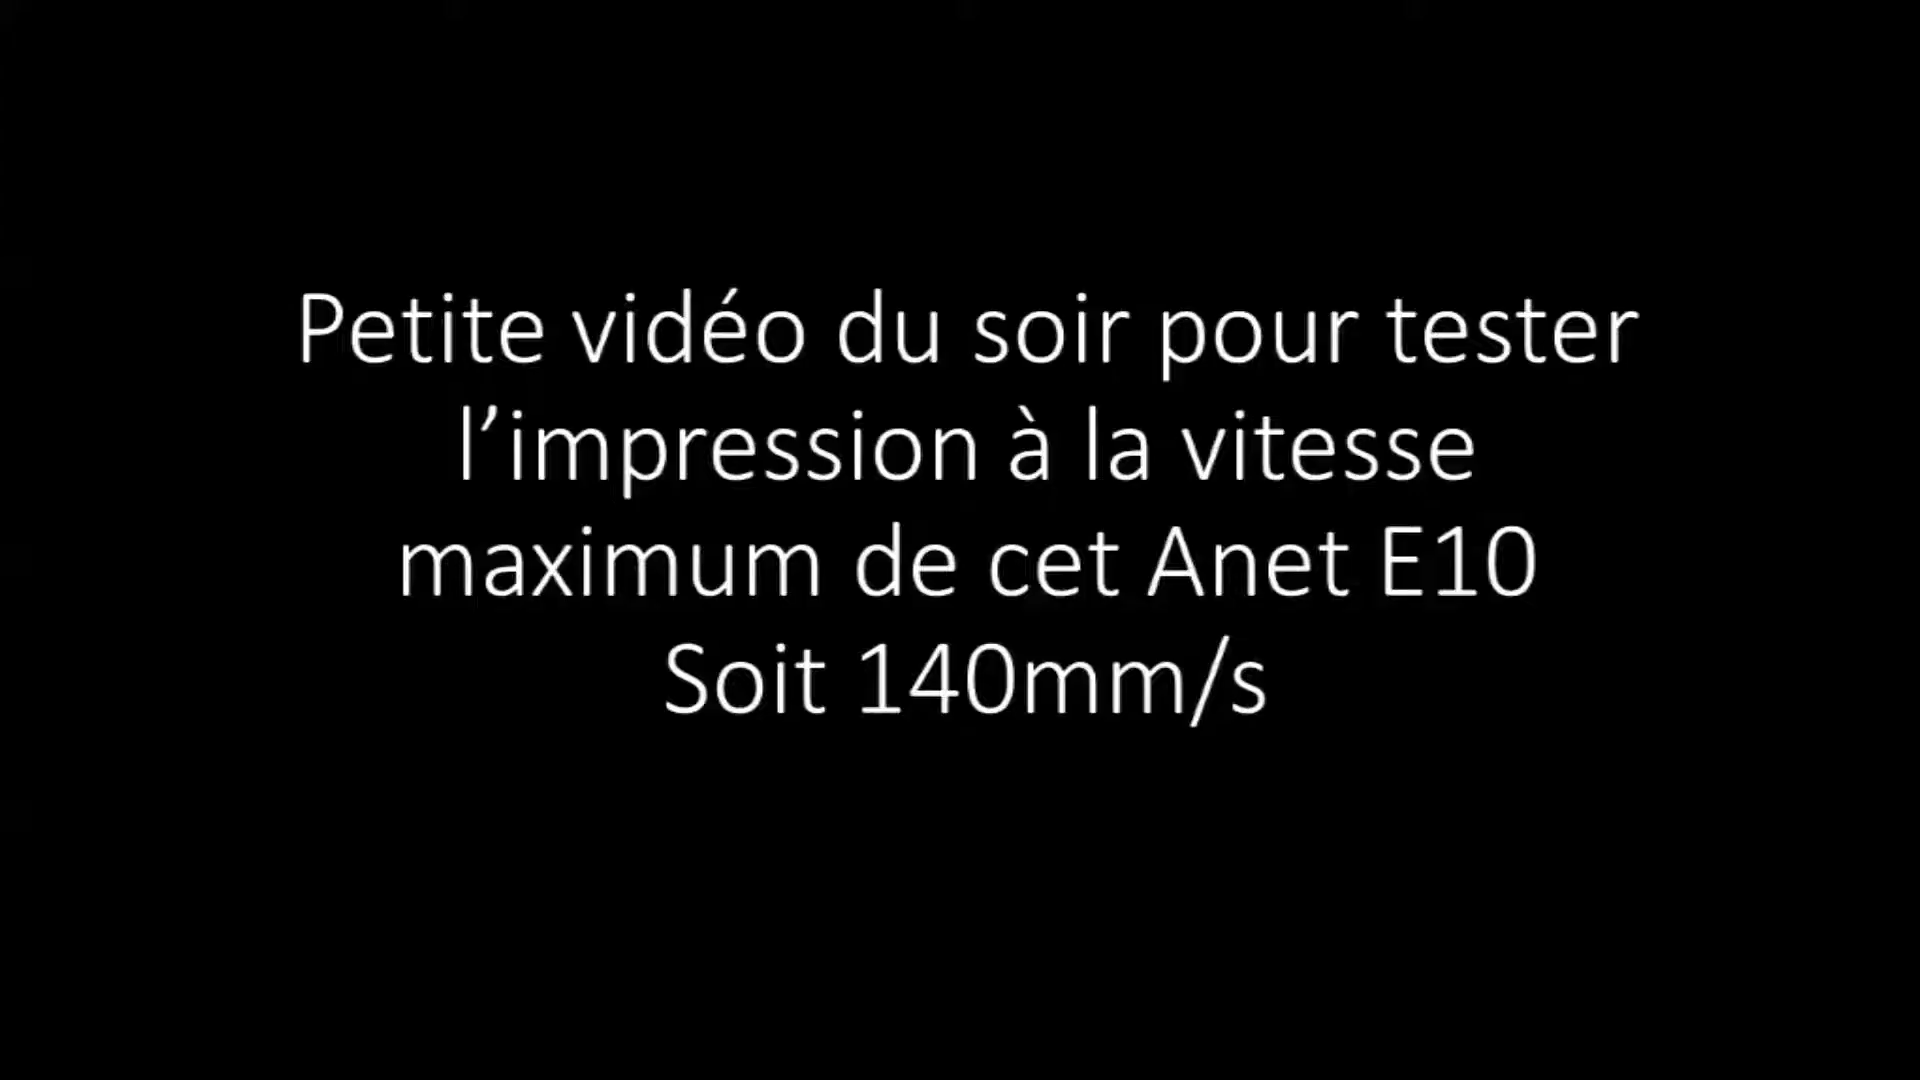 Petite vidéo du soir pour tester
l’impression à la vitesse
maximum de cet Anet E10
Soit 140mm/s